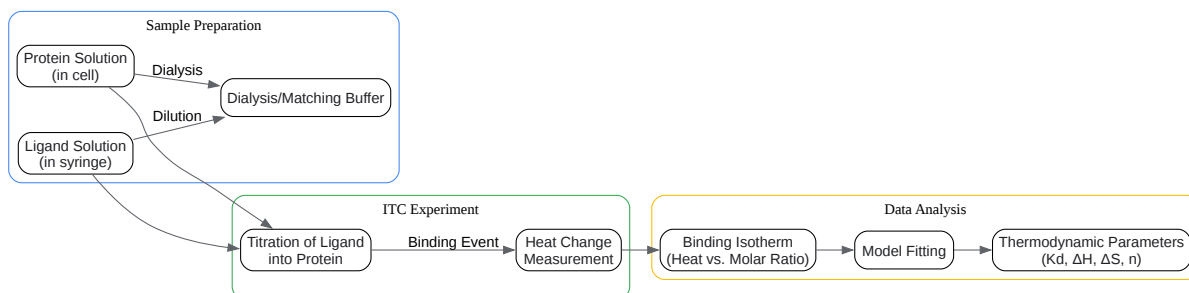 Sample Preparation
Protein Solution
(in cell)
Dialysis
Dialysis/Matching Buffer
Dilution
Ligand Solution
(in syringe)
ITC Experiment
Titration of Ligand
into Protein
Binding Event
Heat Change
Measurement
Data Analysis
Binding Isotherm
(Heat vs. Molar Ratio)
Model Fitting
Thermodynamic Parameters
(Kd, ΔH, ΔS, n)